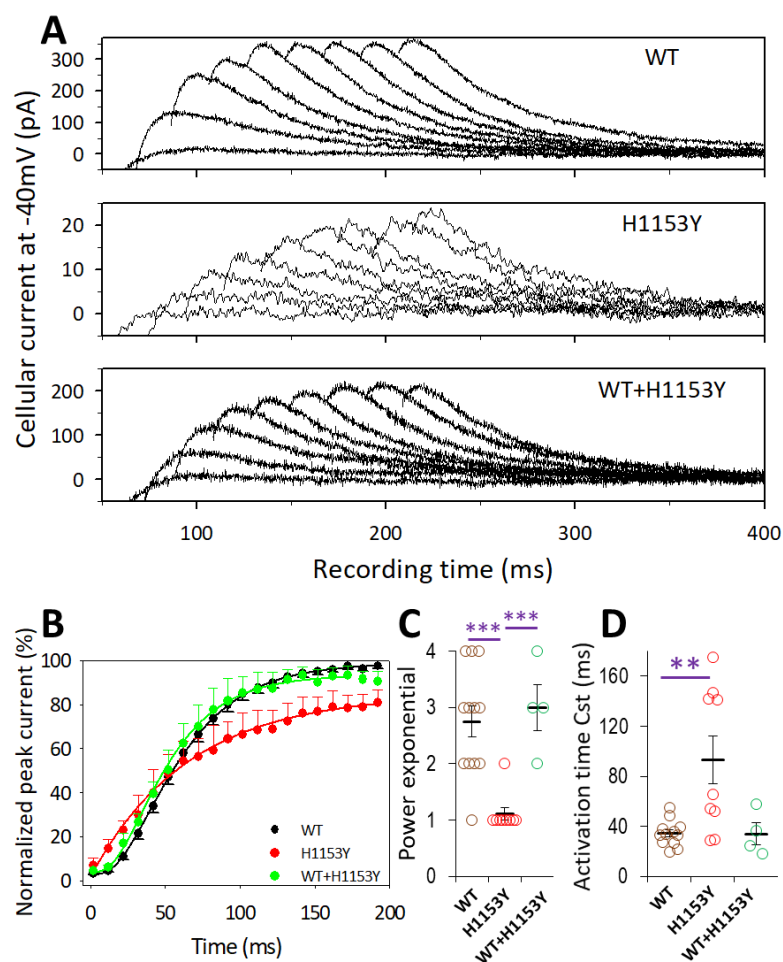 A
WT
300
200
100
0
H1153Y
20
10
0
WT+H1153Y
200
100
0
Cellular current at -40mV (pA)
100
200
300
400
Recording time (ms)
B
100
80
60
40
20
0
Normalized peak current (%)
WT
H1153Y
WT+H1153Y
0
50
100
150
200
Time (ms)
C
***
***
4
3
2
1
0
Power exponential
WT
H1153Y
WT+H1153Y
D
**
160
120
80
40
0
Activation time Cst (ms)
WT
H1153Y
WT+H1153Y